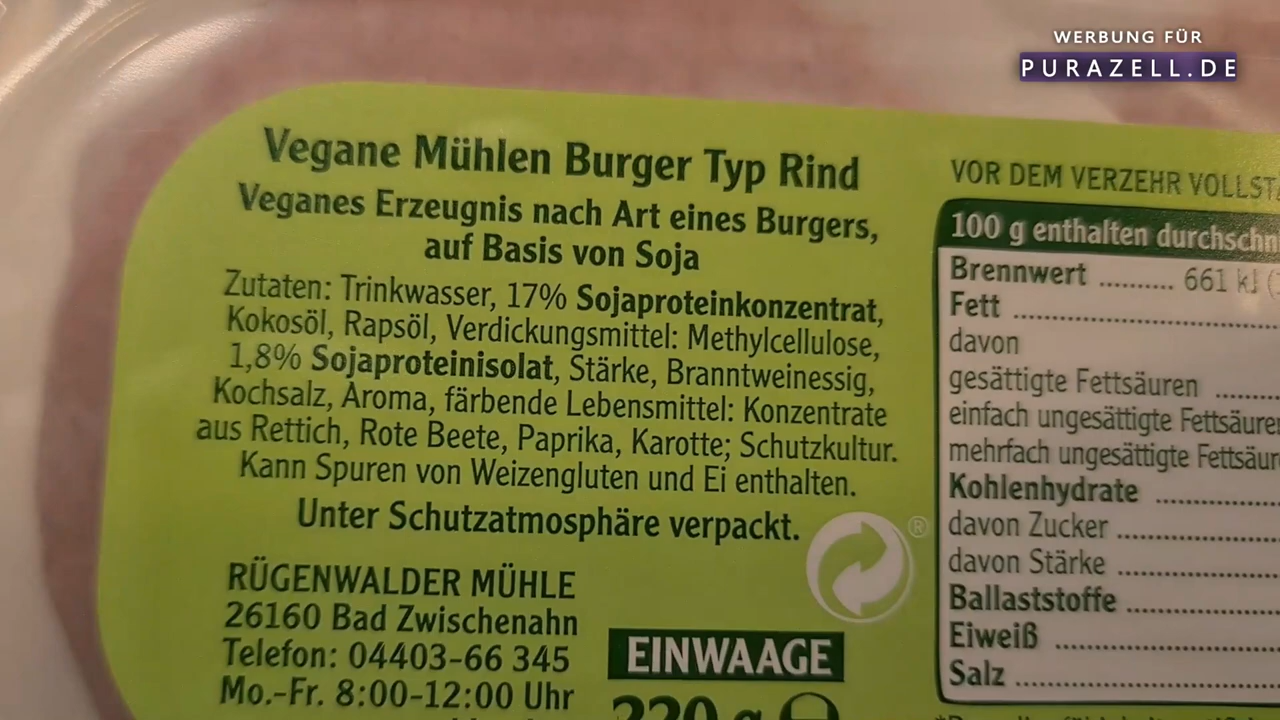 WERBUNG FÜR
PURAZELL.DE
Vegane Mühlen Burger Typ Rind
Veganes Erzeugnis nach Art eines Burgers,
auf Basis von Soja
Zutaten: Trinkwasser, 17% Sojaproteinkonzentrat,
Kokosöl, Rapsöl, Verdickungsmittel: Methylcellulose,
1,8% Sojaproteinisolat, Stärke, Branntweinessig,
Kochsalz, Aroma, färbende Lebensmittel: Konzentrate
aus Rettich, Rote Beete, Paprika, Karotte; Schutzkultur.
Kann Spuren von Weizengluten und Ei enthalten.
Unter Schutzatmosphäre verpackt.
®
RÜGENWALDER MÜHLE
26160 Bad Zwischenahn
Telefon: 04403-66 345
Mo.-Fr. 8:00-12:00 Uhr
EINWAAGE
220 g
VOR DEM VERZEHR
100 g enthalten
Brennwert .......... 661 kJ
Fett
davon
gesättigte Fettsäuren
einfach ungesättigte
mehrfach ungesättigte
Kohlenhydrate
davon Zucker
davon Stärke
Ballaststoffe
Eiweiß
Salz